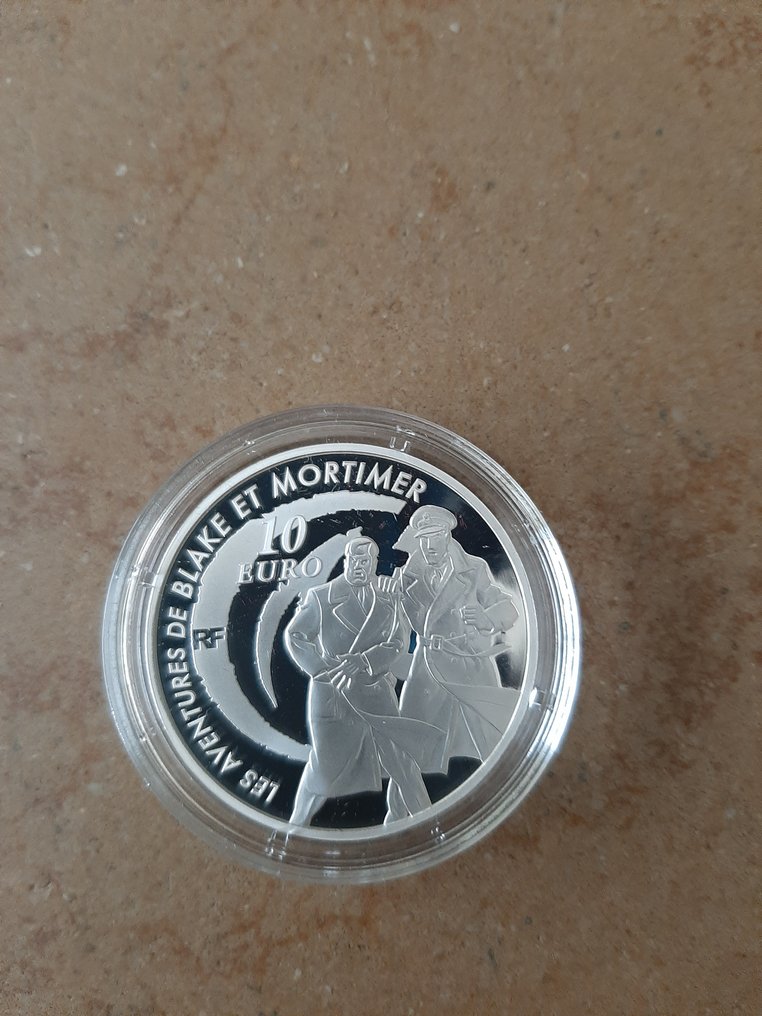 LES AVENTURES DE BLAKE ET MORTIMER
10
EURO
RF